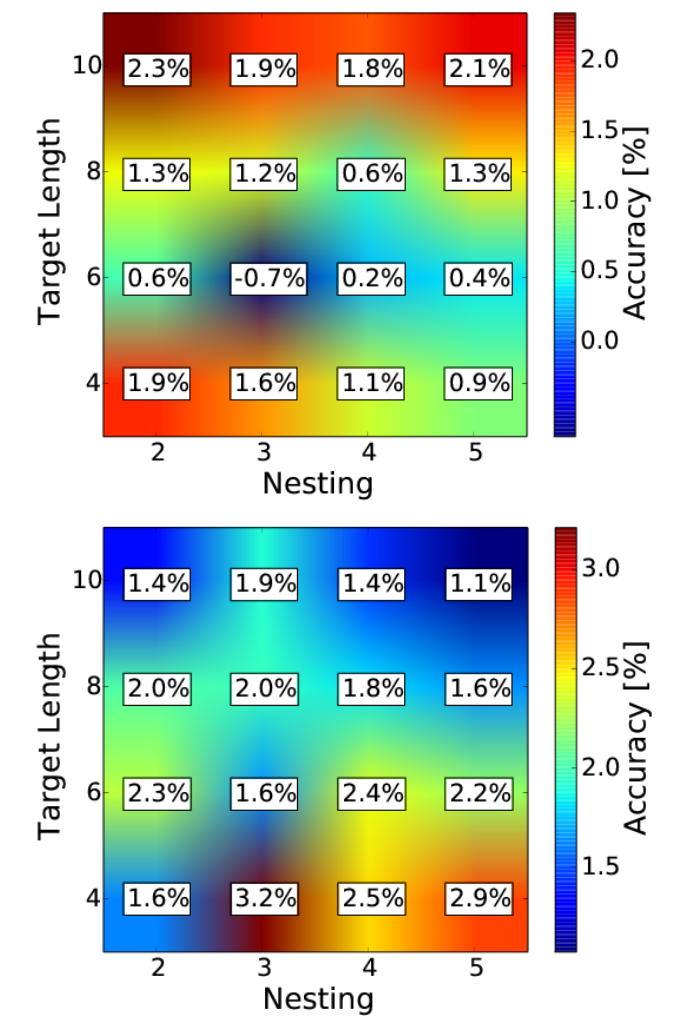 10 2.3% 1.9% 1.8% 2.1% 2.0
1.5
8 1.3% 1.2% 0.6% 1.3%
1.0
6 0.6% -0.7% 0.2% 0.4% 0.5
0.0
4 1.9% 1.6% 1.1% 0.9%
2 3 4 5
Nesting
Target Length
Accuracy [%]
10 1.4% 1.9% 1.4% 1.1% 3.0
2.5
8 2.0% 2.0% 1.8% 1.6%
2.0
6 2.3% 1.6% 2.4% 2.2%
1.5
4 1.6% 3.2% 2.5% 2.9%
2 3 4 5
Nesting
Target Length
Accuracy [%]